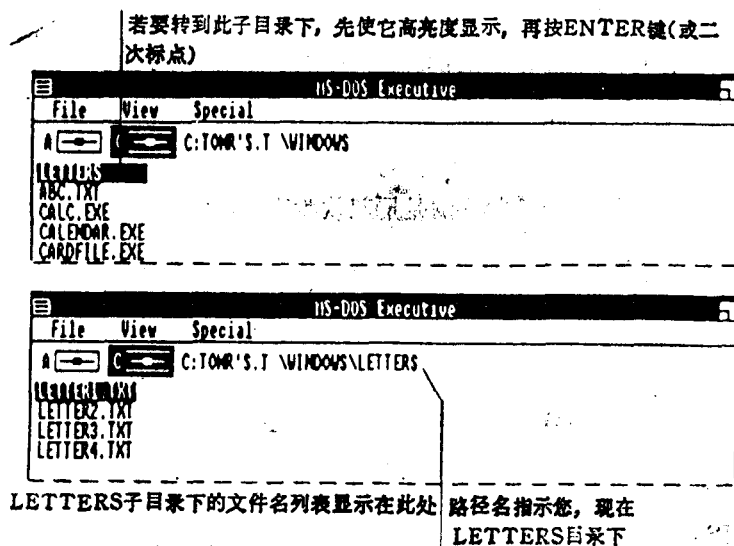 若要转到此子目录下，先使它高亮度显示，再按ENTER键(或二
次标点)
MS-DOS Executive
File View Special
A C C:TOMR'S.T \WINDOWS
LETTERS
ABC.TXT
CALC.EXE
CALENDAR.EXE
CARDFILE.EXE
MS-DOS Executive
File View Special
A C C:TOMR'S.T \WINDOWS\LETTERS
LETTER2.TXT
LETTER3.TXT
LETTER4.TXT
LETTERS子目录下的文件名列表显示在此处
路径名指示您，现在
LETTERS目录下